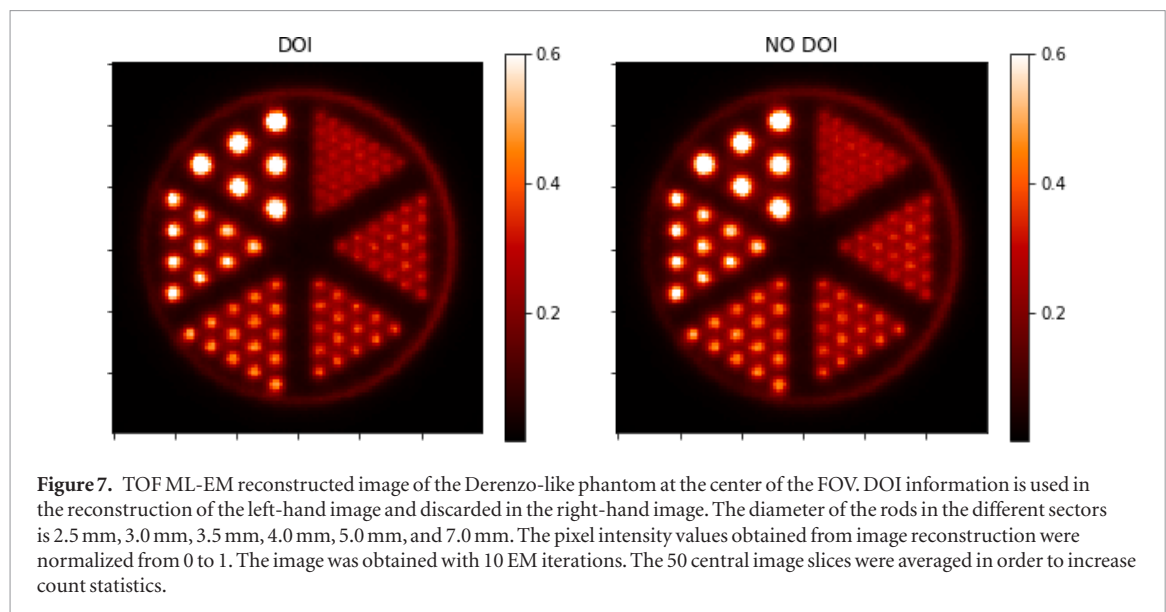 DOI
NO DOI
0.6
0.4
0.2
0.6
0.4
0.2
Figure 7. TOF ML-EM reconstructed image of the Derenzo-like phantom at the center of the FOV. DOI information is used in
the reconstruction of the left-hand image and discarded in the right-hand image. The diameter of the rods in the different sectors
is 2.5 mm, 3.0 mm, 3.5 mm, 4.0 mm, 5.0 mm, and 7.0 mm. The pixel intensity values obtained from image reconstruction were
normalized from 0 to 1. The image was obtained with 10 EM iterations. The 50 central image slices were averaged in order to increase
count statistics.